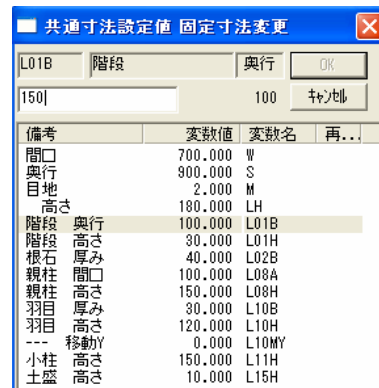 共通寸法設定値 固定寸法変更
L01B 階段 奥行 OK
150 100 ｷｬﾝｾﾙ
備考 変数値 変数名 再...
間口 700.000 W
奥行 900.000 S
目地 2.000 M
高さ 180.000 LH
階段 奥行 100.000 L01B
階段 高さ 30.000 L01H
根石 厚み 40.000 L02B
親柱 間口 100.000 L08A
親柱 高さ 150.000 L08H
羽目 厚み 30.000 L10B
羽目 高さ 120.000 L10H
--- 移動Y 0.000 L10MY
小柱 高さ 150.000 L11H
土盛 高さ 10.000 L15H